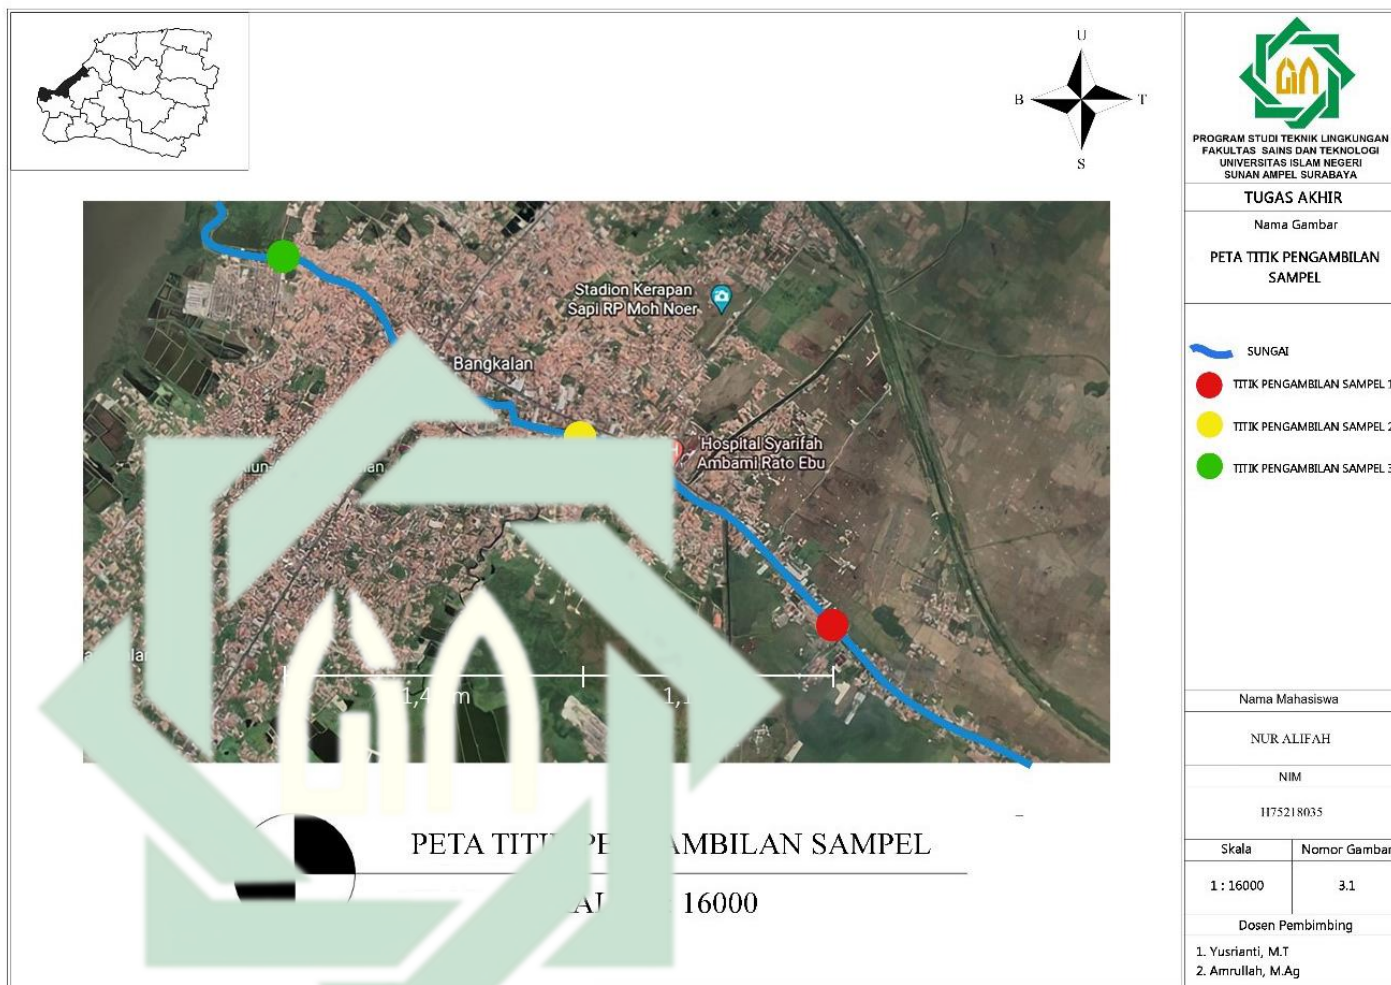 U
B
T
S
PROGRAM STUDI TEKNIK LINGKUNGAN
FAKULTAS SAINS DAN TEKNOLOGI
UNIVERSITAS ISLAM NEGERI
SUNAN AMPEL SURABAYA
TUGAS AKHIR
Nama Gambar
PETA TITIK PENGAMBILAN
SAMPEL
SUNGAI
TITIK PENGAMBILAN SAMPEL 1
TITIK PENGAMBILAN SAMPEL 2
TITIK PENGAMBILAN SAMPEL 3
Stadion Kerapan
Sapi RP Moh Noer
Bangkalan
Hospital Syarifah
Ambami Rato Ebu
PETA SAMPEL
16000
Nama Mahasiswa
NUR ALIFAH
NIM
H75218035
Skala
Nomor Gambar
1 : 16000
3.1
Dosen Pembimbing
1. Yusrianti, M.T
2. Amrullah, M.Ag